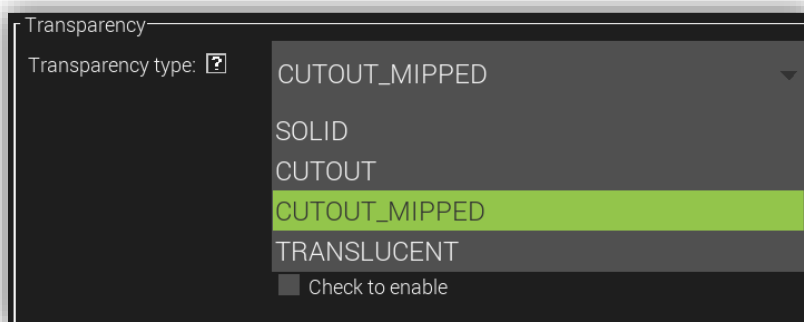 Transparency
Transparency type: ?
CUTOUT_MIPPED
SOLID
CUTOUT
CUTOUT_MIPPED
TRANSLUCENT
Check to enable